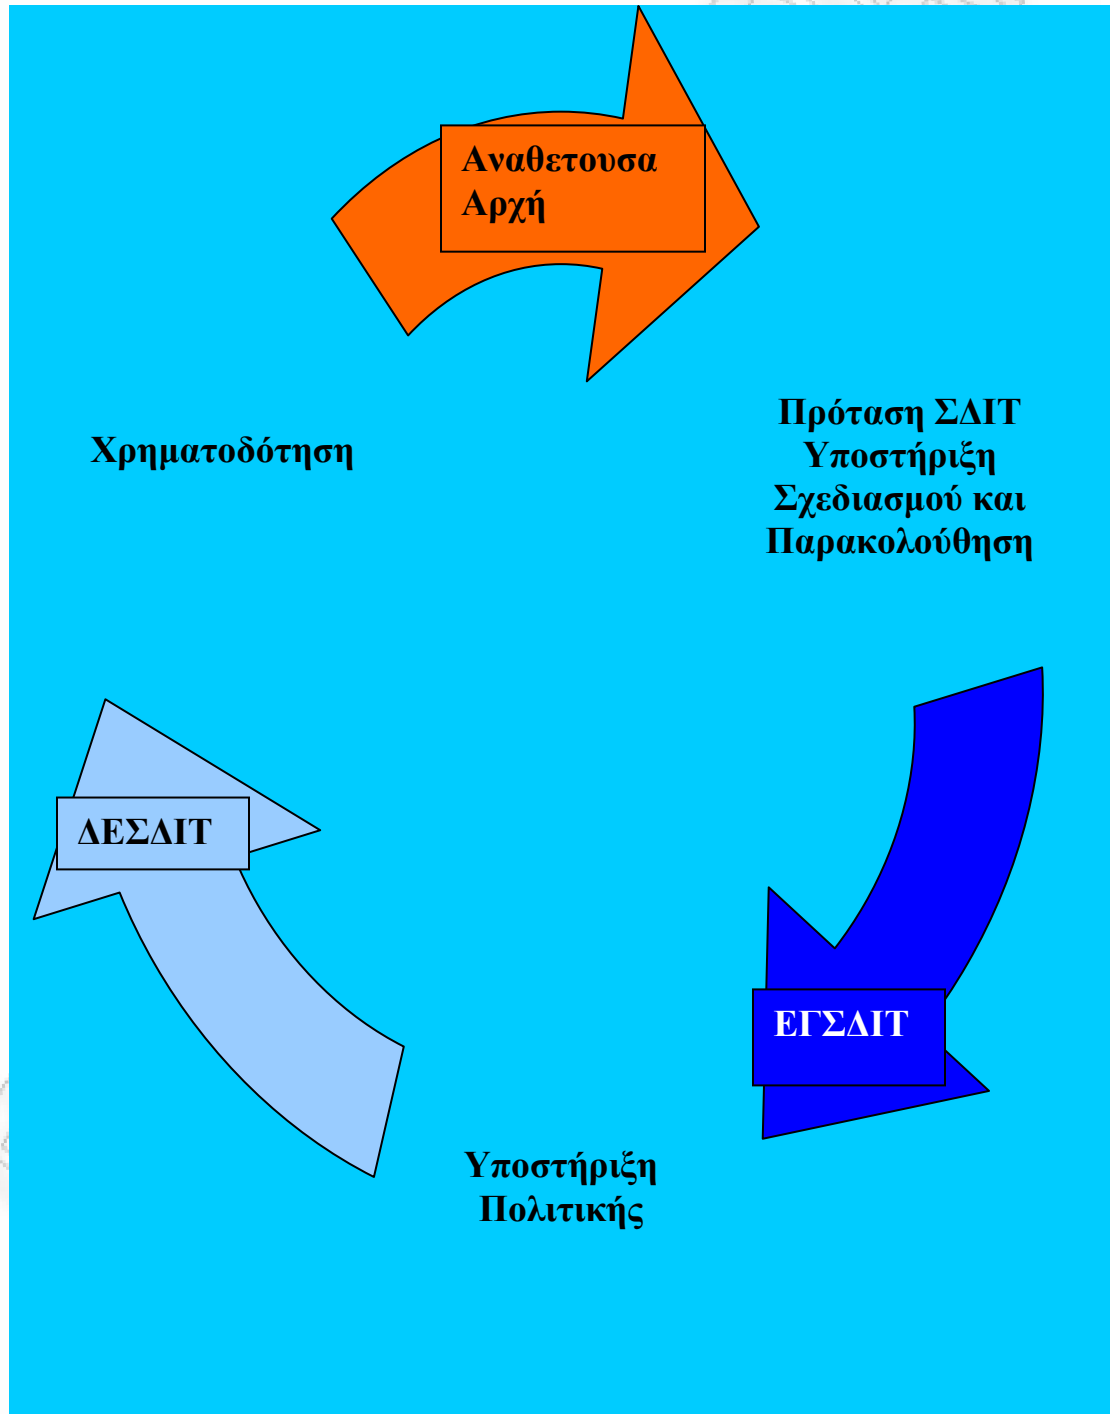 Αναθετουσα
Αρχή
Χρηματοδότηση
Πρόταση ΣΔΙΤ
Υποστήριξη
Σχεδιασμού και
Παρακολούθηση
ΔΕΣΔΙΤ
ΕΓΣΔΙΤ
Υποστήριξη
Πολιτικής